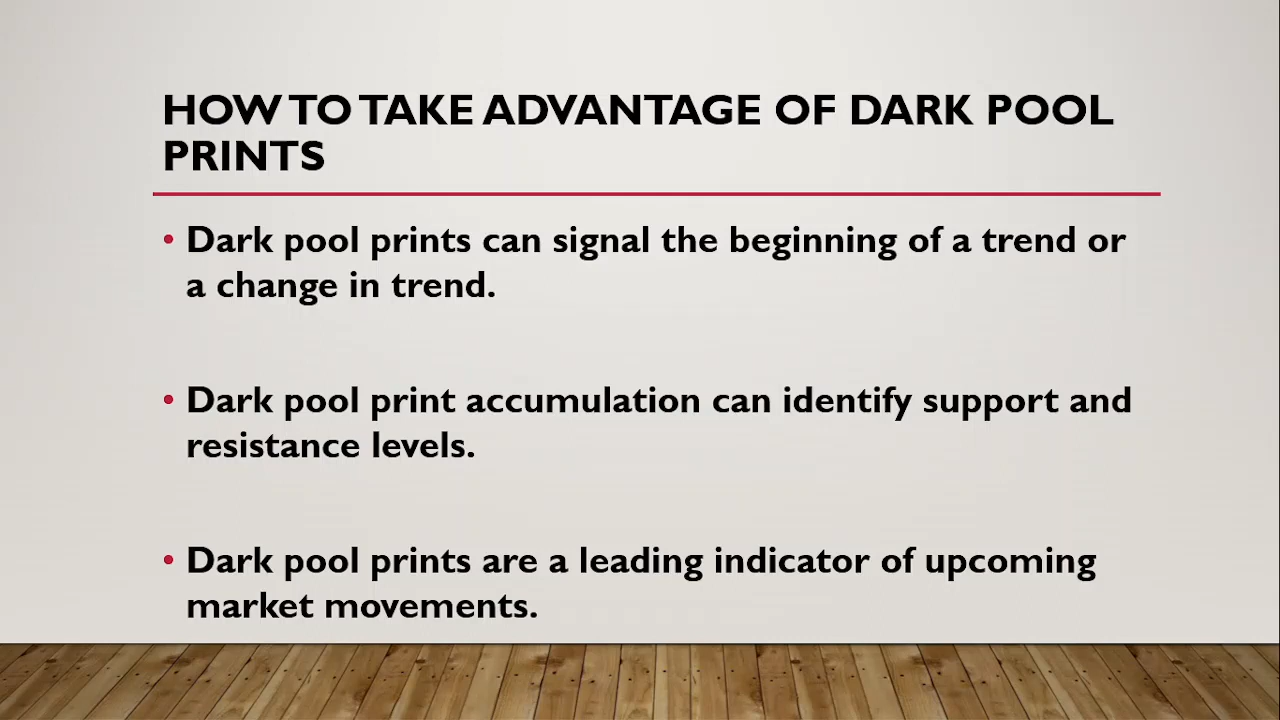 HOW TO TAKE ADVANTAGE OF DARK POOL
PRINTS
• Dark pool prints can signal the beginning of a trend or
a change in trend.
• Dark pool print accumulation can identify support and
resistance levels.
• Dark pool prints are a leading indicator of upcoming
market movements.